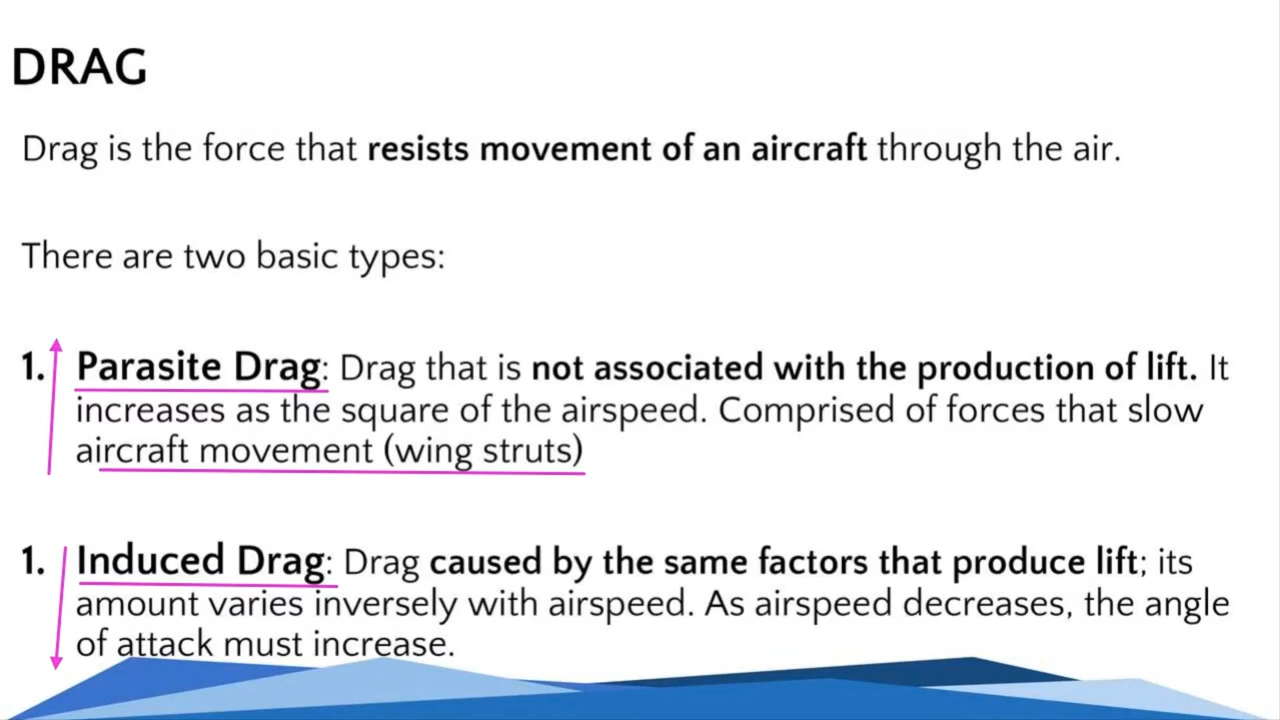 DRAG
Drag is the force that resists movement of an aircraft through the air.
There are two basic types:
1. Parasite Drag: Drag that is not associated with the production of lift. It
increases as the square of the airspeed. Comprised of forces that slow
aircraft movement (wing struts)
1. Induced Drag: Drag caused by the same factors that produce lift; its
amount varies inversely with airspeed. As airspeed decreases, the angle
of attack must increase.